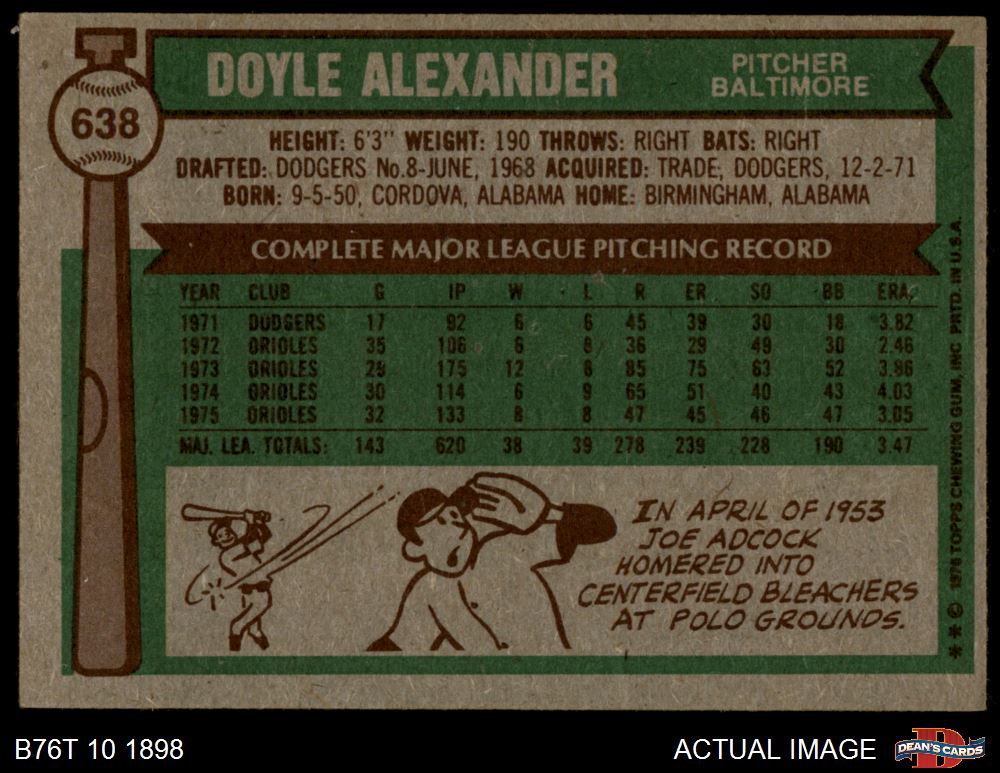 638
DOYLE ALEXANDER
PITCHER
BALTIMORE
HEIGHT: 6'3" WEIGHT: 190 THROWS: RIGHT BATS: RIGHT
DRAFTED: DODGERS No.8-JUNE, 1968 ACQUIRED: TRADE, DODGERS, 12-2-71
BORN: 9-5-50, CORDOVA, ALABAMA HOME: BIRMINGHAM, ALABAMA
COMPLETE MAJOR LEAGUE PITCHING RECORD
YEAR CLUB G IP W L R ER SO BB ERA
1971 DODGERS 17 92 6 6 45 39 30 18 3.82
1972 ORIOLES 35 106 6 8 36 29 49 30 2.46
1973 ORIOLES 29 175 12 8 85 75 63 52 3.86
1974 ORIOLES 30 114 6 9 65 51 40 43 4.03
1975 ORIOLES 32 133 8 8 47 45 46 47 3.05
MAJ. LEA. TOTALS: 143 620 38 39 278 239 228 190 3.47
IN APRIL OF 1953
JOE ADCOCK
HOMERED INTO
CENTERFIELD BLEACHERS
AT POLO GROUNDS.
* * © 1976 TOPPS CHEWING GUM, INC PRTD. IN U.S.A.
B76T 10 1898
ACTUAL IMAGE
D
DEAN'S CARDS